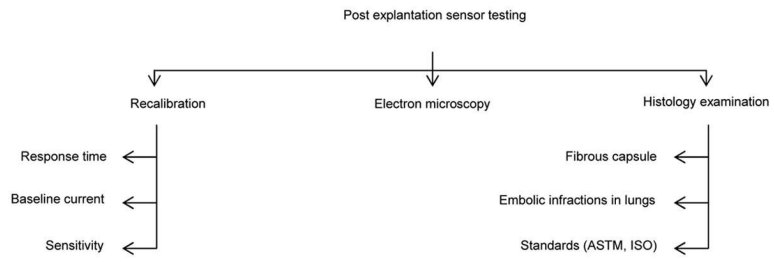 Post explantation sensor testing
Recalibration
Electron microscopy
Histology examination
Response time
Baseline current
Sensitivity
Fibrous capsule
Embolic infractions in lungs
Standards (ASTM, ISO)